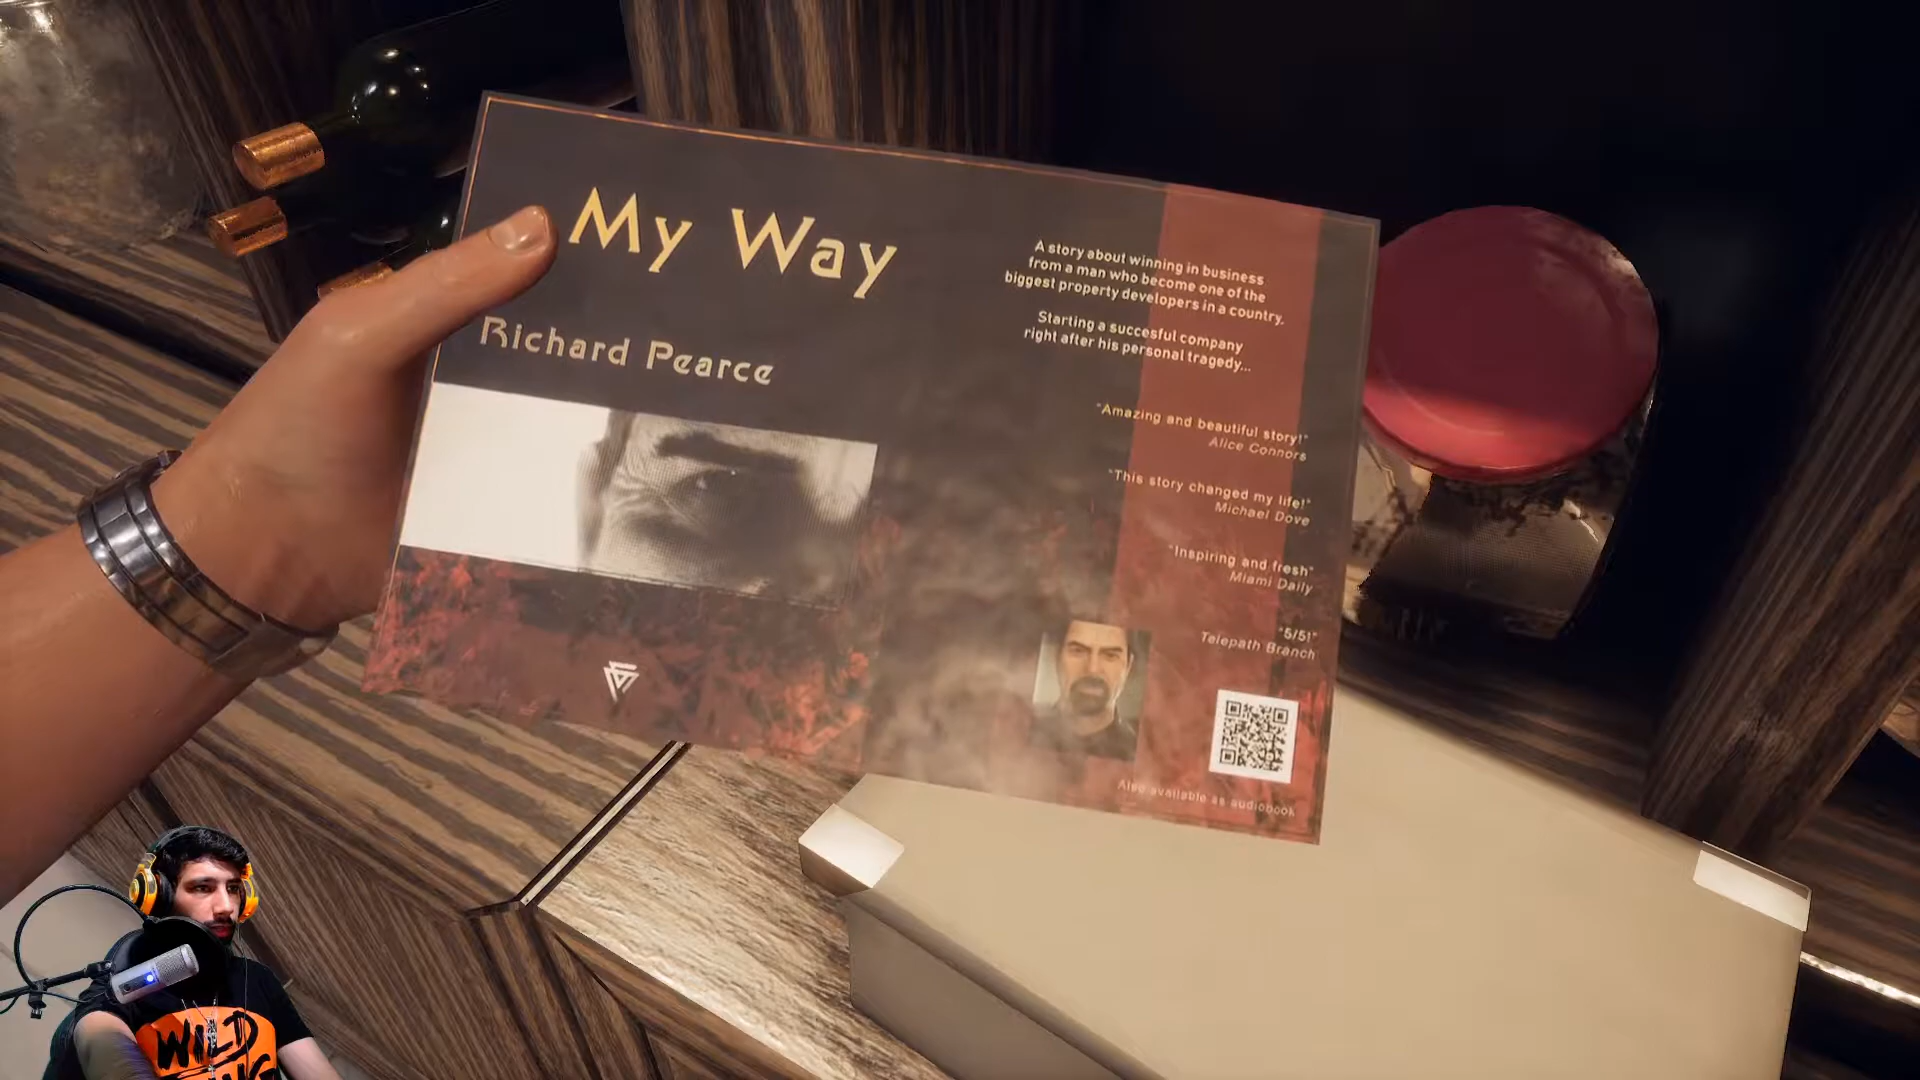 My Way
Richard Pearce
A story about winning in business
from a man who become one of the
biggest property developers in a country.
Starting a succesful company
right after his personal tragedy...
"Amazing and beautiful story!"
Alice Connors
"This story changed my life!"
Michael Dove
"Inspiring and fresh"
Miami Daily
"5/5!"
Telepath Branch
Also available as audiobook
WILD